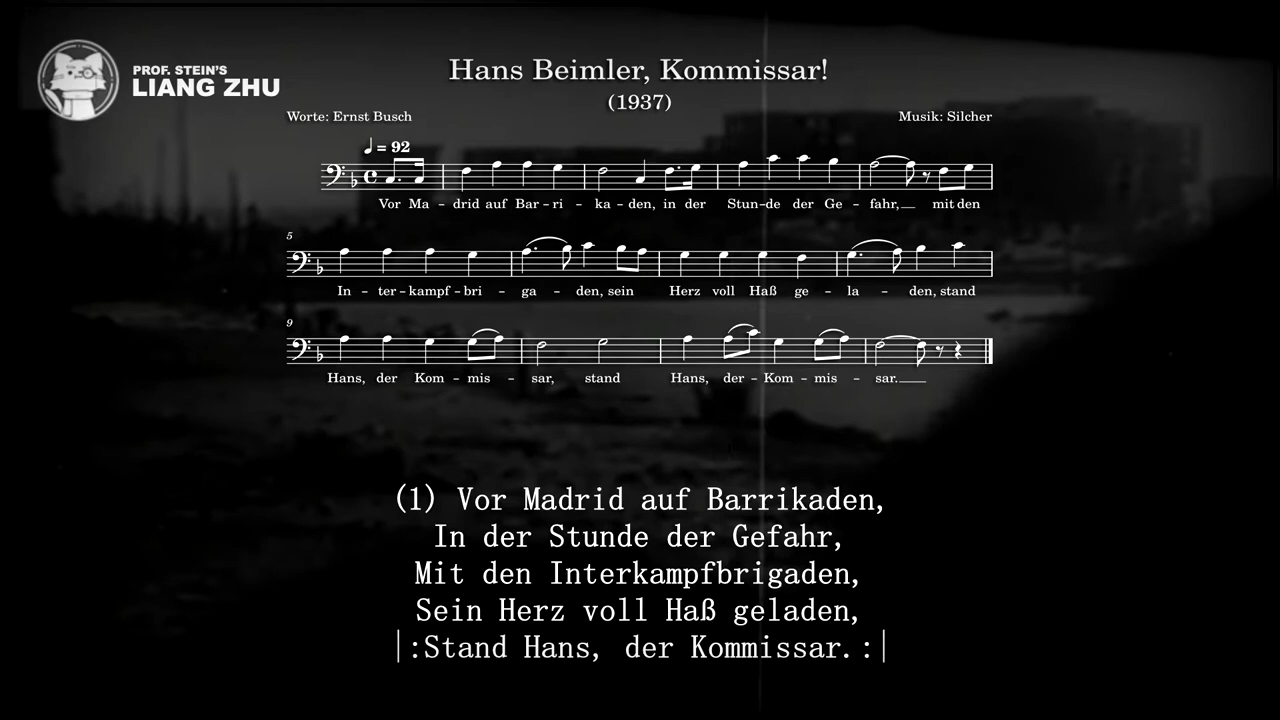 PROF. STEIN'S
LIANG ZHU
Hans Beimler, Kommissar!
(1937)
Worte: Ernst Busch
Musik: Silcher
♩ = 92
Vor Ma – drid auf Bar – ri – ka – den, in der Stun – de der Ge – fahr,__ mit den
5
In – ter – kampf – bri – ga – den, sein Herz voll Haß ge – la – den, stand
9
Hans, der Kom – mis – sar, stand Hans, der – Kom – mis – sar.__
(1) Vor Madrid auf Barrikaden,
In der Stunde der Gefahr,
Mit den Interkampfbrigaden,
Sein Herz voll Haß geladen,
|:Stand Hans, der Kommissar.:|